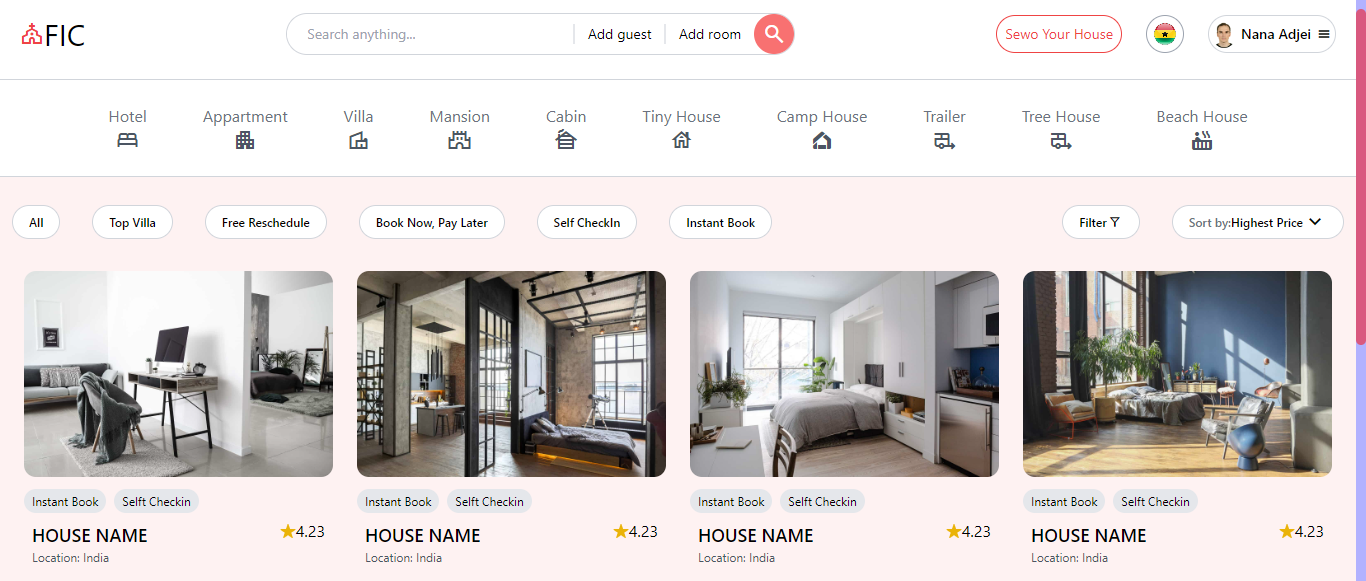 FIC
Search anything...
Add guest
Add room
Sewo Your House
Nana Adjei
Hotel
Appartment
Villa
Mansion
Cabin
Tiny House
Camp House
Trailer
Tree House
Beach House
All
Top Villa
Free Reschedule
Book Now, Pay Later
Self CheckIn
Instant Book
Filter
Sort by:Highest Price
Instant Book
Selft Checkin
HOUSE NAME
4.23
Location: India
Instant Book
Selft Checkin
HOUSE NAME
4.23
Location: India
Instant Book
Selft Checkin
HOUSE NAME
4.23
Location: India
Instant Book
Selft Checkin
HOUSE NAME
4.23
Location: India